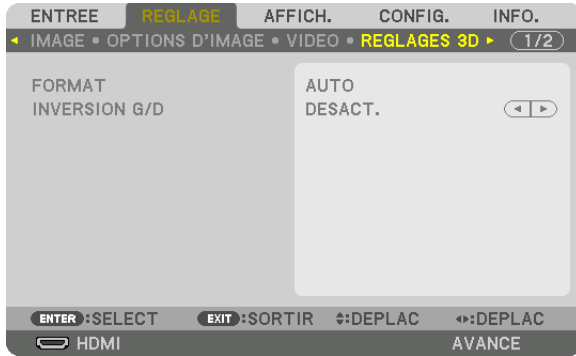 ENTREE REGLAGE AFFICH. CONFIG. INFO.
◂ IMAGE • OPTIONS D'IMAGE • VIDEO • REGLAGES 3D ▸ 1/2
FORMAT AUTO
INVERSION G/D DESACT.
ENTER :SELECT EXIT :SORTIR :DEPLAC :DEPLAC
HDMI AVANCE